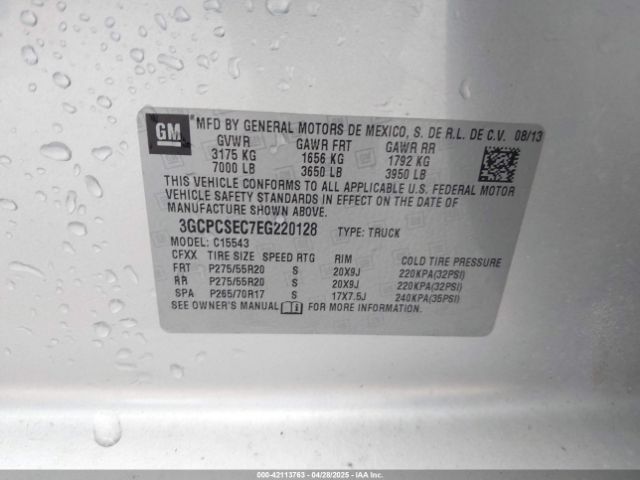 GM *MFD BY GENERAL MOTORS DE MEXICO, S. DE R.L. DE C.V. 08/13
GVWR GAWR FRT GAWR RR
3175 KG 1656 KG 1792 KG
7000 LB 3650 LB 3950 LB
THIS VEHICLE CONFORMS TO ALL APPLICABLE U.S. FEDERAL MOTOR
VEHICLE SAFETY STANDARDS IN EFFECT ON THE DATE OF
MANUFACTURE SHOWN ABOVE.
3GCPCSEC7EG220128 TYPE: TRUCK
MODEL: C15543
CFXX TIRE SIZE SPEED RTG RIM COLD TIRE PRESSURE
FRT P275/55R20 S 20X9J 220KPA(32PSI)
RR P275/55R20 S 20X9J 220KPA(32PSI)
SPA P265/70R17 S 17X7.5J 240KPA(35PSI)
SEE OWNER'S MANUAL FOR MORE INFORMATION.
000-42113763 - 04/28/2025 - IAAI.COM